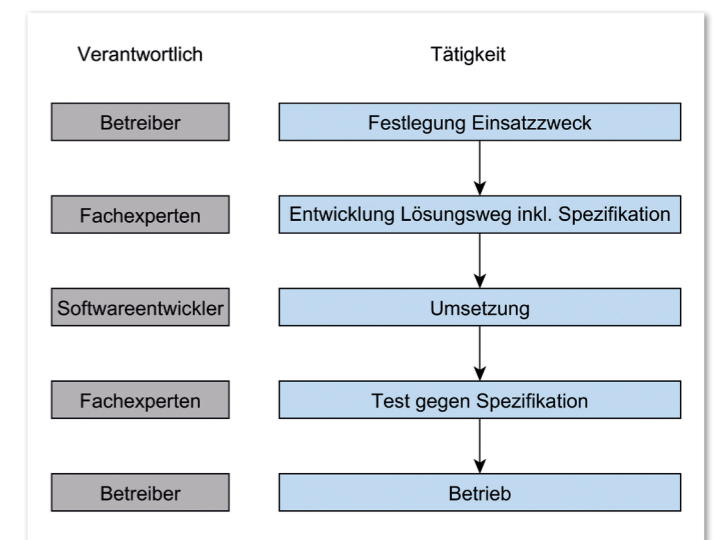 Verantwortlich Tätigkeit
Betreiber Festlegung Einsatzzweck
Fachexperten Entwicklung Lösungsweg inkl. Spezifikation
Softwareentwickler Umsetzung
Fachexperten Test gegen Spezifikation
Betreiber Betrieb